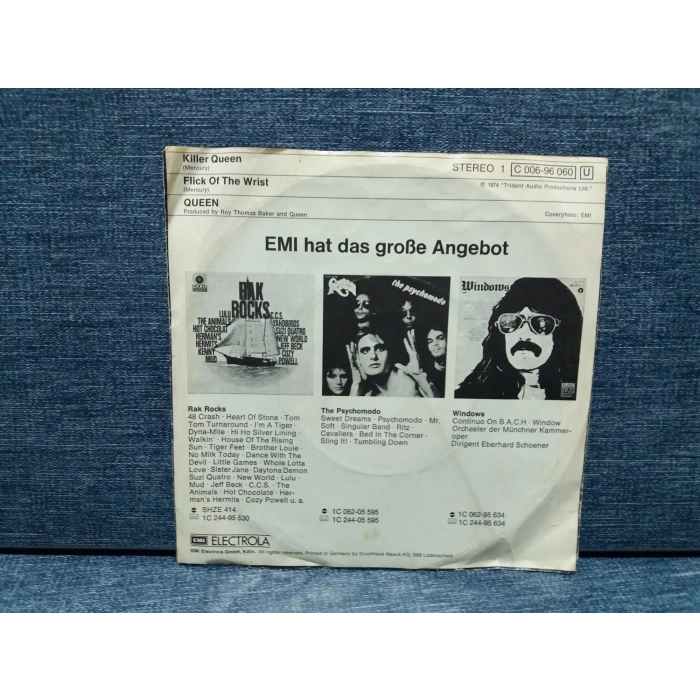 Killer Queen
(Mercury)
STEREO 1 C 006-96 060 U
Flick Of The Wrist
(Mercury)
℗ 1974 "Trident Audio Productions Ltd."
QUEEN
Produced by Roy Thomas Baker and Queen
Coverphoto: EMI
EMI hat das große Angebot
RAK
ROCKS
LULU
C.C.S.
THE ANIMALS
YARDBIRDS
HOT CHOCOLAT
SUZI QUATRO
HERMAN'S
NEW WORLD
HERMITS
JEFF BECK
KENNY
COZY
MUD
POWELL
the psychomodo
Windows
Rak Rocks
48 Crash · Heart Of Stone · Tom
Tom Turnaround · I'm A Tiger ·
Dyna-Mite · Hi Ho Silver Lining ·
Walkin' · House Of The Rising
Sun · Tiger Feet · Brother Louie ·
No Milk Today · Dance With The
Devil · Little Games · Whole Lotta
Love · Sister Jane · Daytona Demon
Suzi Quatro · New World · Lulu ·
Mud · Jeff Beck · C.C.S. · The
Animals · Hot Chocolate · Her-
man's Hermits · Cozy Powell u. a.
SHZE 414
1C 244-95 530
The Psychomodo
Sweet Dreams · Psychomodo · Mr.
Soft · Singular Band · Ritz ·
Cavaliers · Bed In The Corner ·
Sling It! · Tumbling Down
1C 062-05 595
1C 244-05 595
Windows
Continuo On B.A.C.H · Window
Orchester der Münchner Kammer-
oper
Dirigent Eberhard Schoener
1C 062-95 634
1C 244-95 634
EMI ELECTROLA
EMI Electrola GmbH, Köln. All rights reserved. Printed in Germany by Druckhaus Maack KG, 588 Lüdenscheid